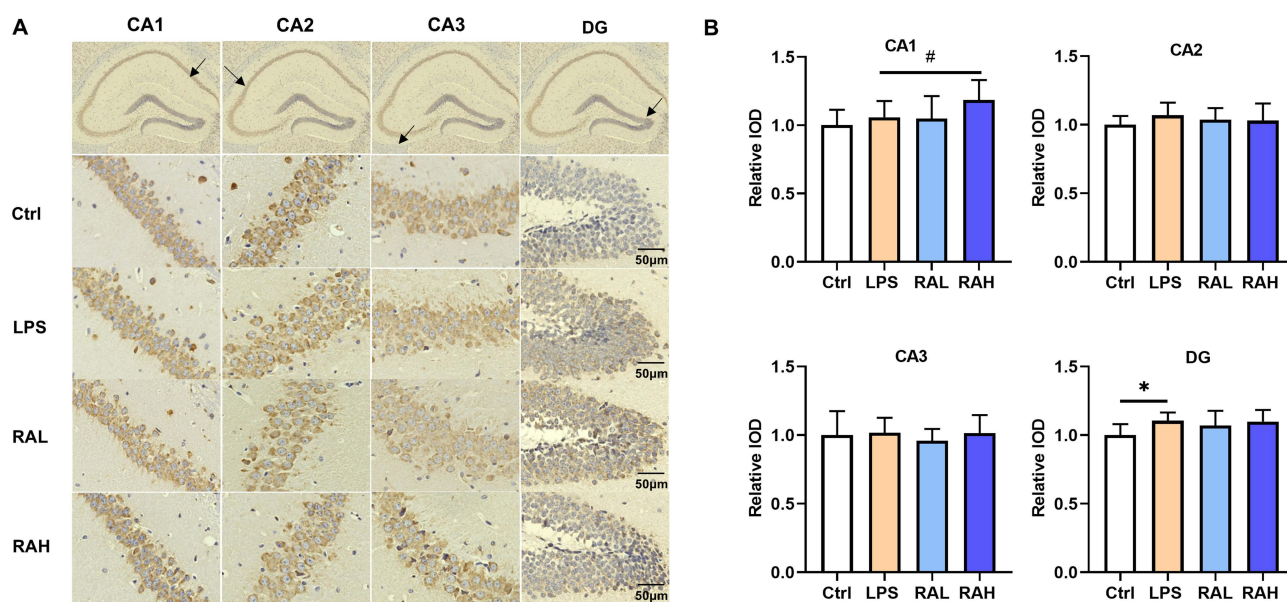 A
CA1 CA2 CA3 DG
Ctrl
50μm
LPS
50μm
RAL
50μm
RAH
50μm
B
CA1
#
Relative IOD
1.5
1.0
0.5
0.0
Ctrl LPS RAL RAH
CA2
Relative IOD
1.5
1.0
0.5
0.0
Ctrl LPS RAL RAH
CA3
Relative IOD
1.5
1.0
0.5
0.0
Ctrl LPS RAL RAH
DG
*
Relative IOD
1.5
1.0
0.5
0.0
Ctrl LPS RAL RAH